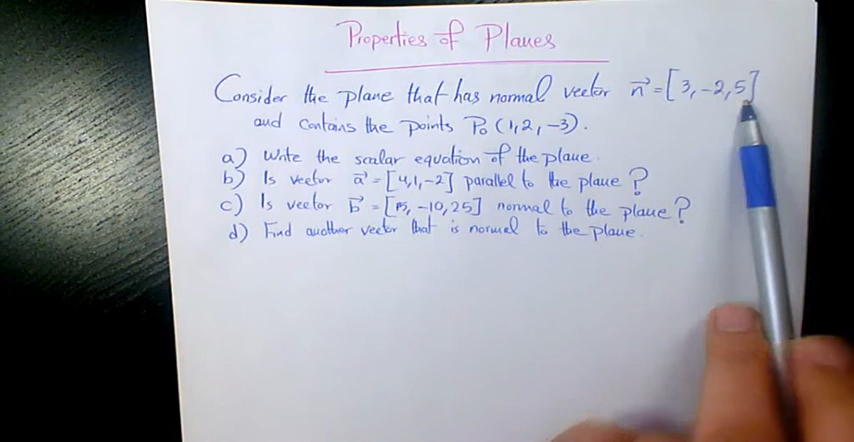 Properties of Planes
Consider the plane that has normal vector n⃗ = [3, -2, 5]
and contains the points P₀ (1, 2, -3).
a) Write the scalar equation of the plane.
b) Is vector a⃗ = [4, 1, -2] parallel to the plane?
c) Is vector b⃗ = [15, -10, 25] normal to the plane?
d) Find another vector that is normal to the plane.